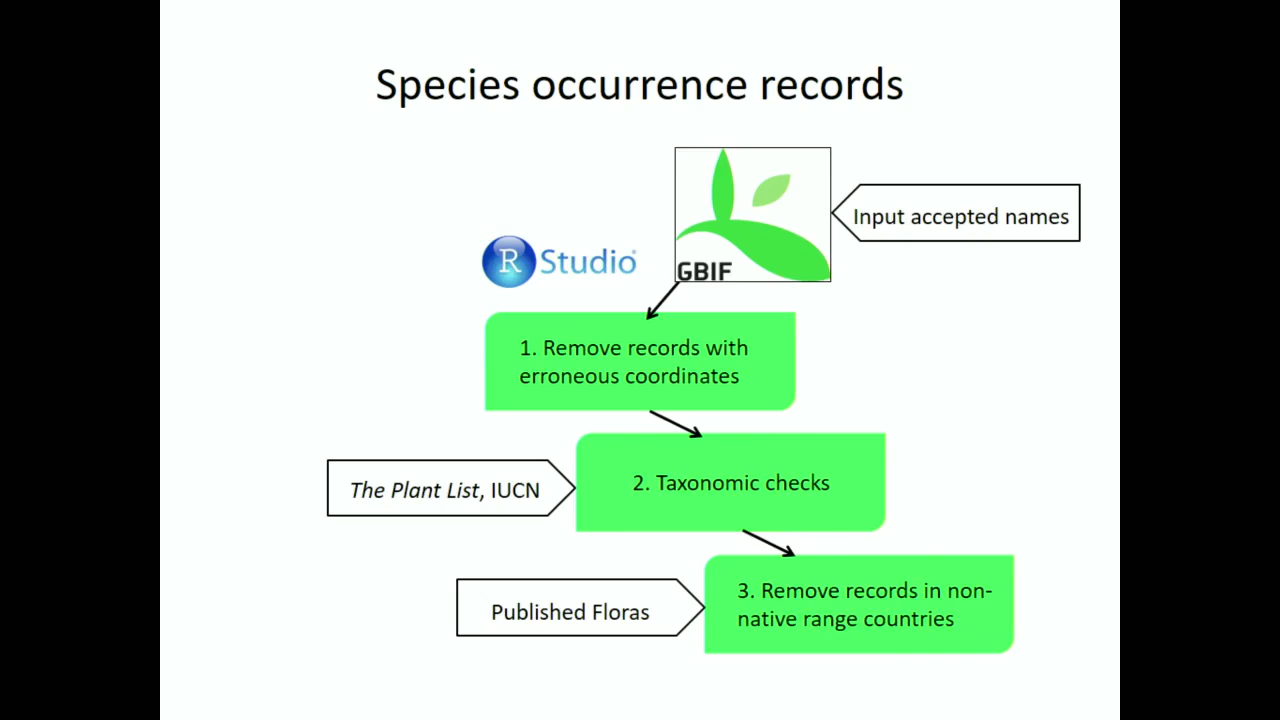 Species occurrence records
Input accepted names
R Studio
GBIF
1. Remove records with
erroneous coordinates
The Plant List, IUCN
2. Taxonomic checks
Published Floras
3. Remove records in non-
native range countries